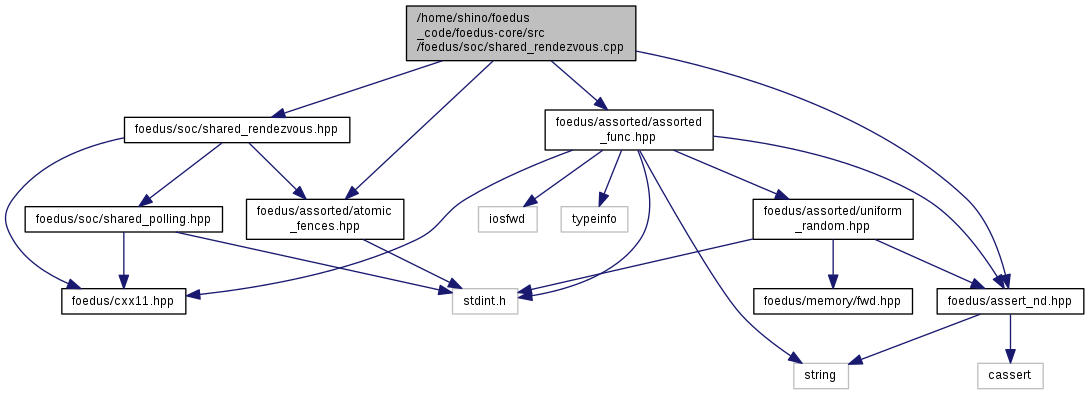 /home/shino/foedus
_code/foedus-core/src
/foedus/soc/shared_rendezvous.cpp
foedus/soc/shared_rendezvous.hpp
foedus/assorted/assorted
_func.hpp
foedus/soc/shared_polling.hpp
foedus/assorted/atomic
_fences.hpp
iosfwd
typeinfo
foedus/assorted/uniform
_random.hpp
foedus/cxx11.hpp
stdint.h
foedus/memory/fwd.hpp
foedus/assert_nd.hpp
string
cassert